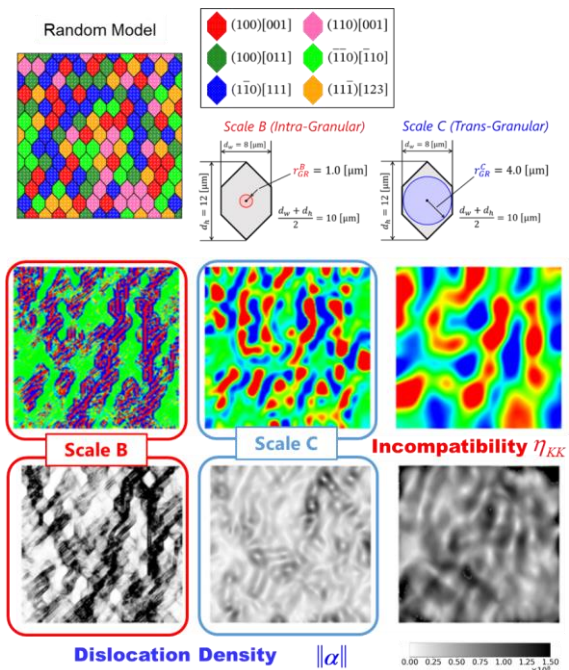 Random Model
(100)[001]
(110)[001]
(100)[011]
(1̅1̅0)[1̅10]
(11̅0)[111]
(111̅)[123]
Scale B (Intra-Granular)
d_w = 8 [μm]
r_GR^B = 1.0 [μm]
d_h = 12 [μm]
(d_w + d_h)/2 = 10 [μm]
Scale C (Trans-Granular)
d_w = 8 [μm]
r_GR^C = 4.0 [μm]
d_h = 12 [μm]
(d_w + d_h)/2 = 10 [μm]
Scale B
Scale C
Incompatibility η_KK
Dislocation Density ‖α‖
0.00 0.25 0.50 0.75 1.00 1.25 1.50